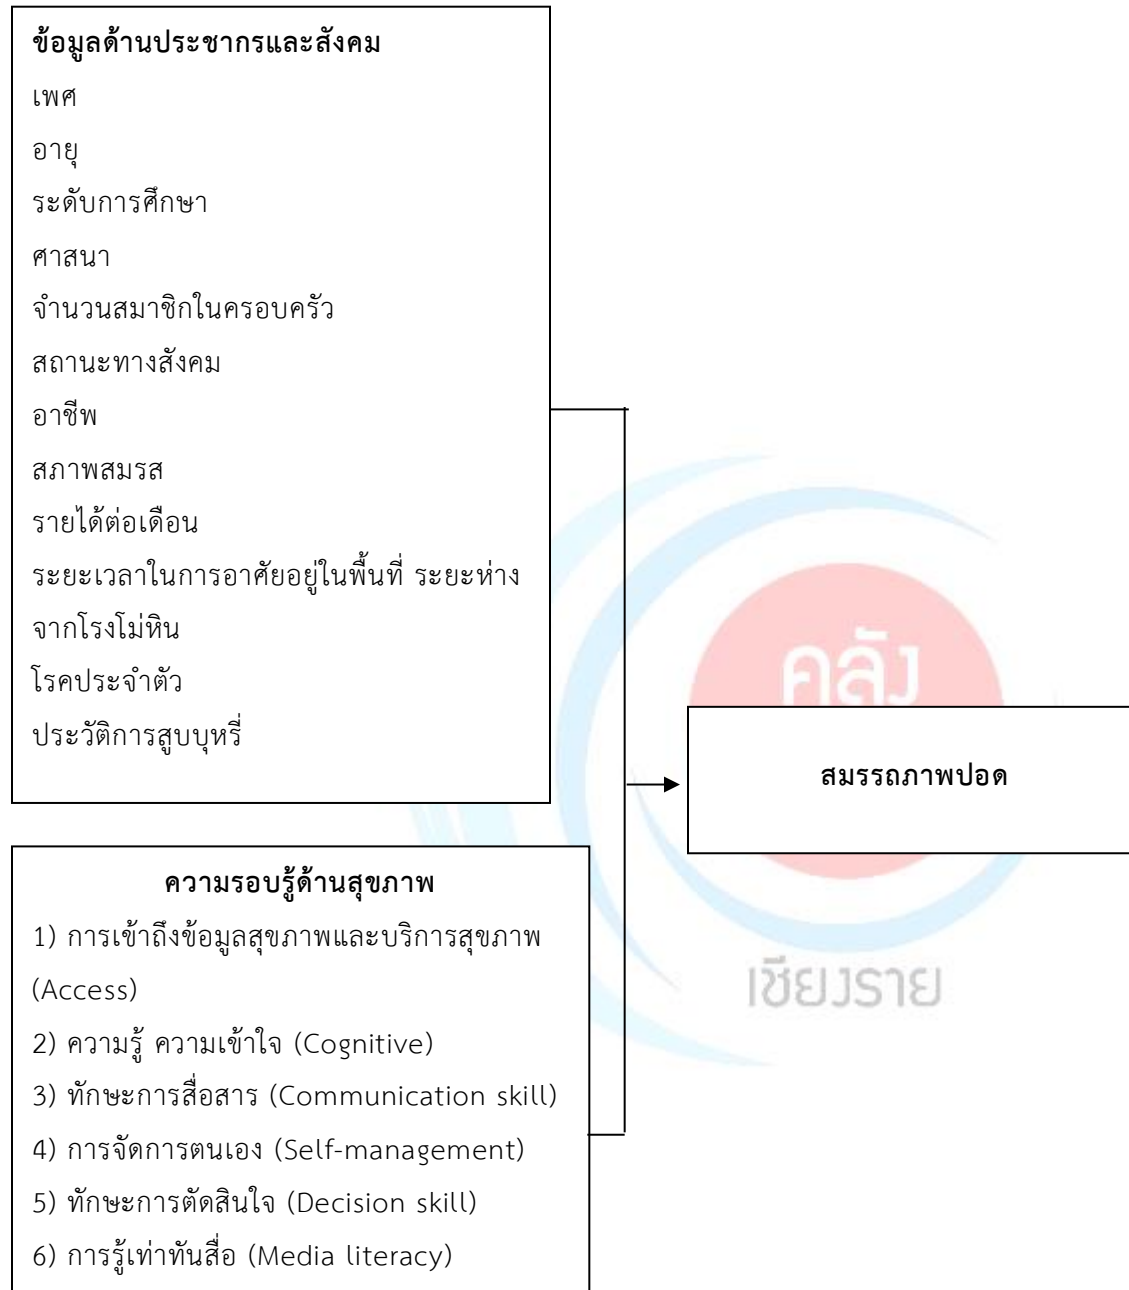 ข้อมูลด้านประชากรและสังคม
เพศ
อายุ
ระดับการศึกษา
ศาสนา
จำนวนสมาชิกในครอบครัว
สถานะทางสังคม
อาชีพ
สภาพสมรส
รายได้ต่อเดือน
ระยะเวลาในการอาศัยอยู่ในพื้นที่ ระยะห่าง
จากโรงโม่หิน
โรคประจำตัว
ประวัติการสูบบุหรี่
คลัง
สมรรถภาพปอด
เชียงราย
ความรอบรู้ด้านสุขภาพ
1) การเข้าถึงข้อมูลสุขภาพและบริการสุขภาพ
(Access)
2) ความรู้ ความเข้าใจ (Cognitive)
3) ทักษะการสื่อสาร (Communication skill)
4) การจัดการตนเอง (Self-management)
5) ทักษะการตัดสินใจ (Decision skill)
6) การรู้เท่าทันสื่อ (Media literacy)